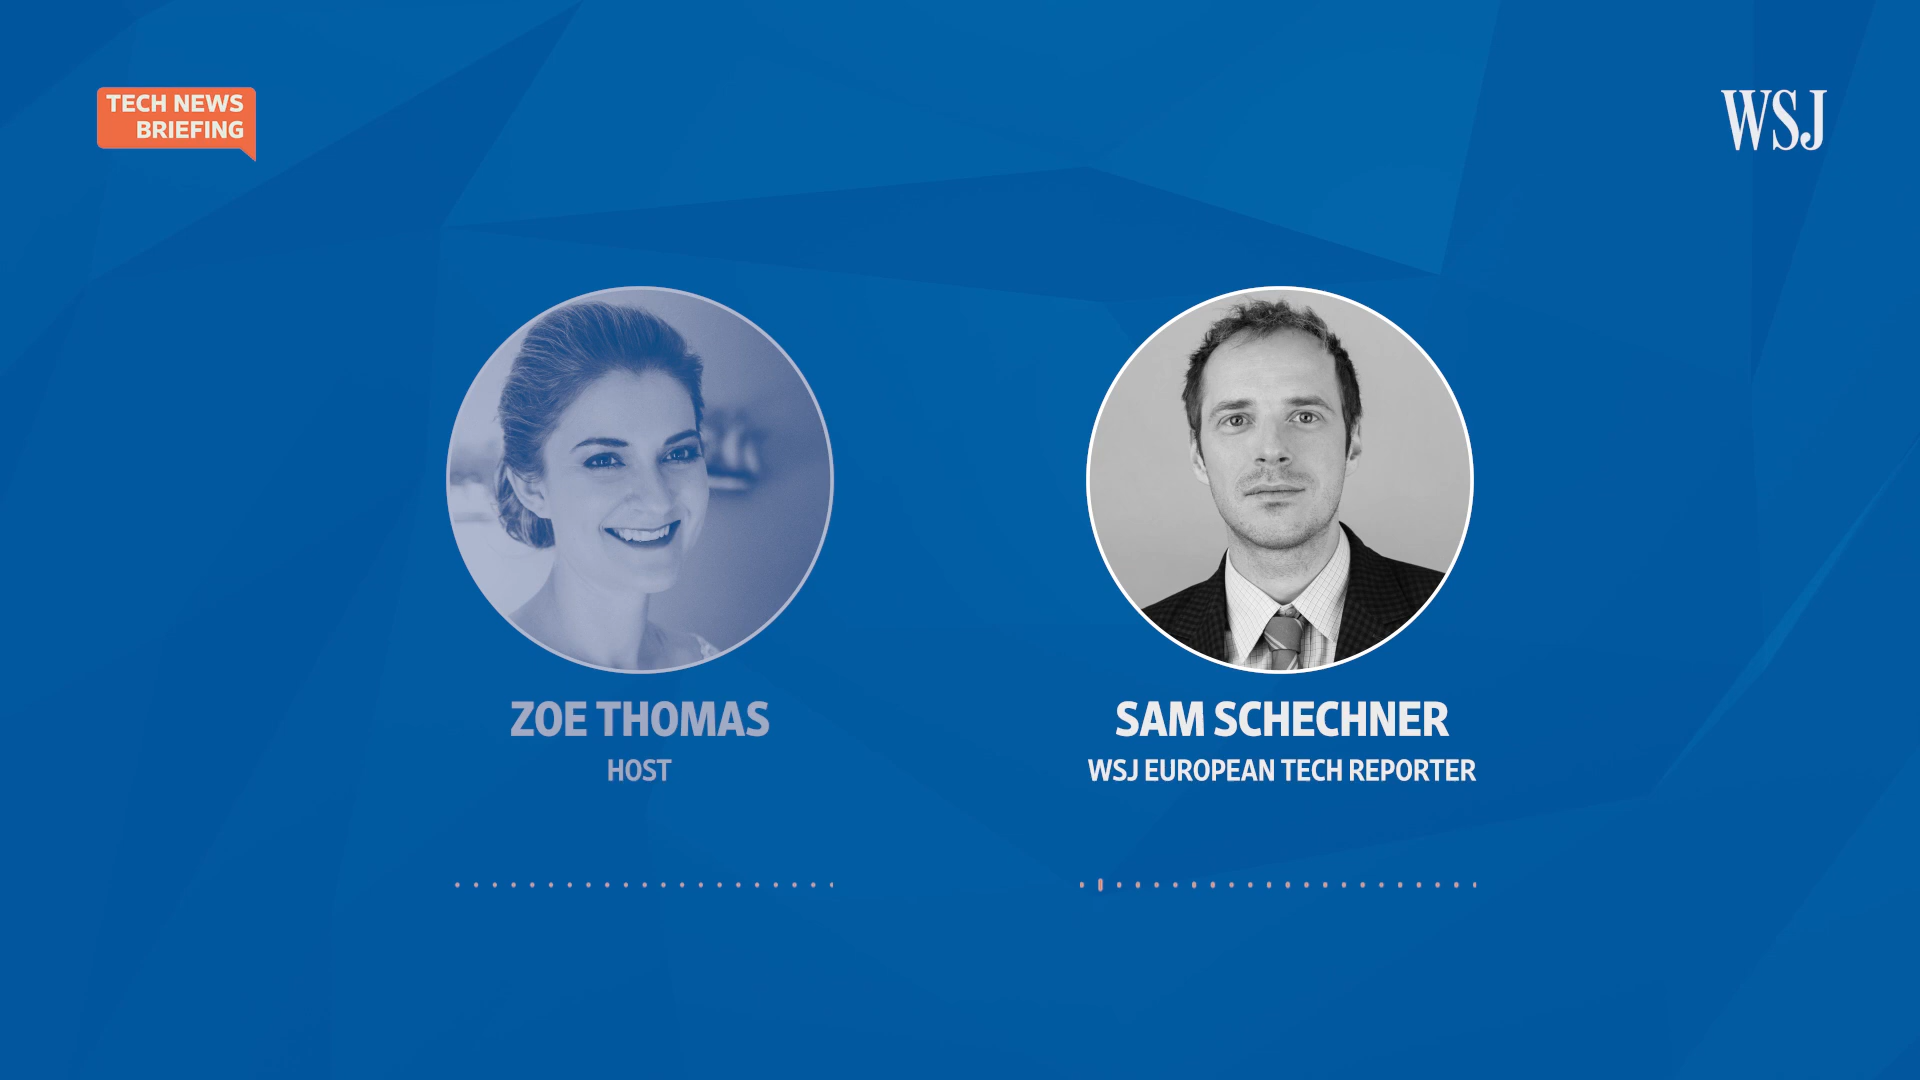 TECH NEWS
BRIEFING
WSJ
ZOE THOMAS
HOST
SAM SCHECHNER
WSJ EUROPEAN TECH REPORTER